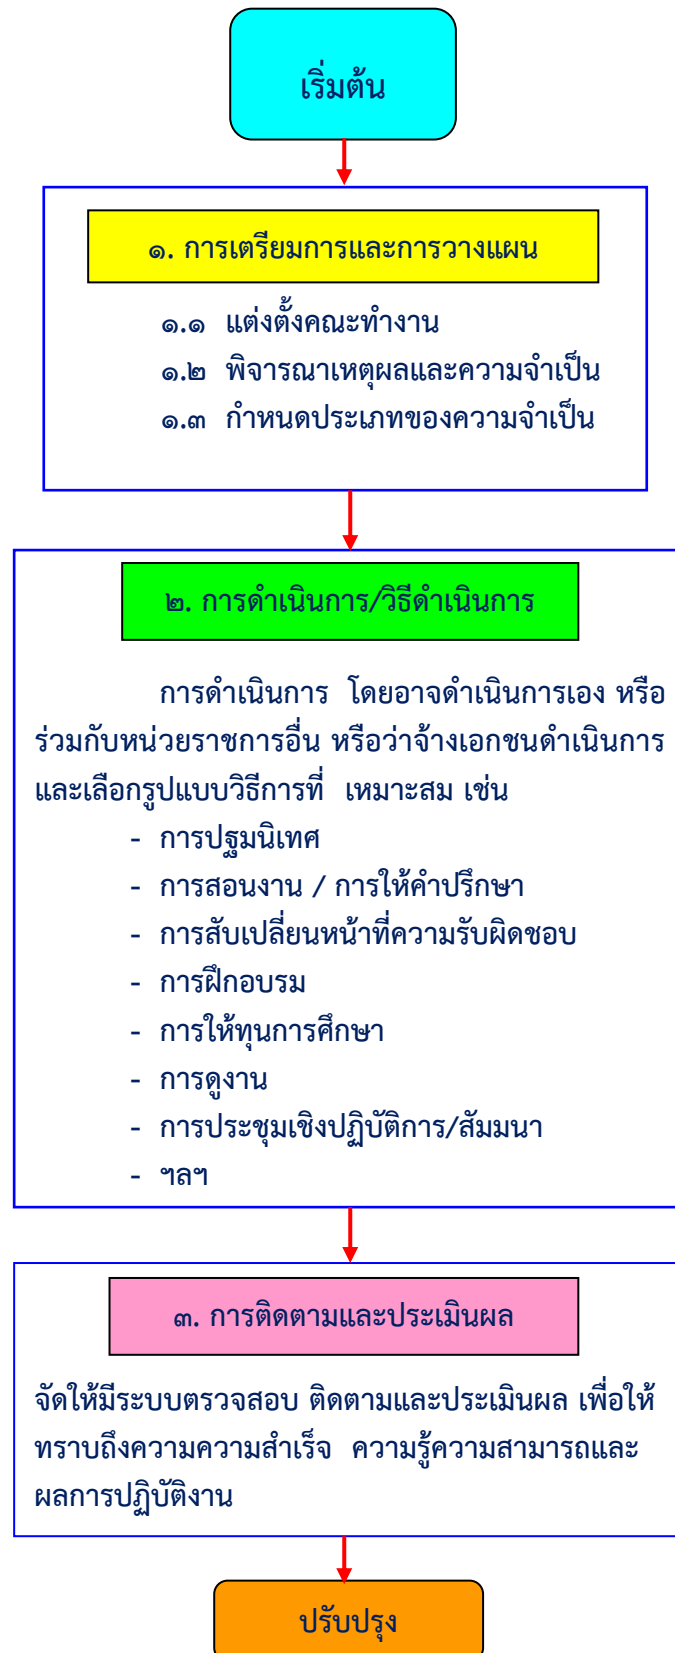 เริ่มต้น
๑. การเตรียมการและการวางแผน
๑.๑ แต่งตั้งคณะทำงาน
๑.๒ พิจารณาเหตุผลและความจำเป็น
๑.๓ กำหนดประเภทของความจำเป็น
๒. การดำเนินการ/วิธีดำเนินการ
การดำเนินการ โดยอาจดำเนินการเอง หรือ
ร่วมกับหน่วยราชการอื่น หรือว่าจ้างเอกชนดำเนินการ
และเลือกรูปแบบวิธีการที่ เหมาะสม เช่น
- การปฐมนิเทศ
- การสอนงาน / การให้คำปรึกษา
- การสับเปลี่ยนหน้าที่ความรับผิดชอบ
- การฝึกอบรม
- การให้ทุนการศึกษา
- การดูงาน
- การประชุมเชิงปฏิบัติการ/สัมมนา
- ฯลฯ
๓. การติดตามและประเมินผล
จัดให้มีระบบตรวจสอบ ติดตามและประเมินผล เพื่อให้
ทราบถึงความความสำเร็จ ความรู้ความสามารถและ
ผลการปฏิบัติงาน
ปรับปรุง